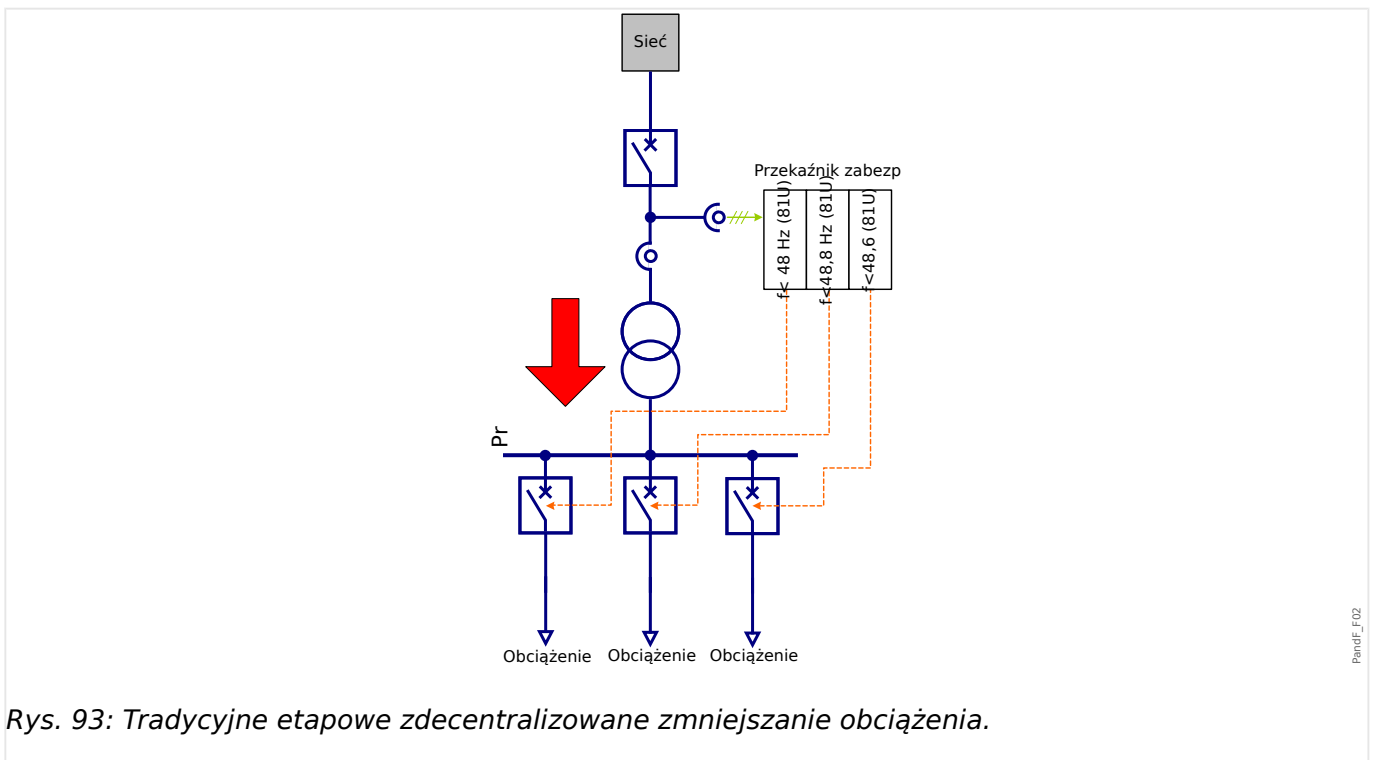 Sieć
Przekaźnik zabezp
f< 48 Hz (81U)
f<48,8 Hz (81U)
f<48,6 (81U)
Pr
Obciążenie
Obciążenie
Obciążenie
PandF_F02
Rys. 93: Tradycyjne etapowe zdecentralizowane zmniejszanie obciążenia.